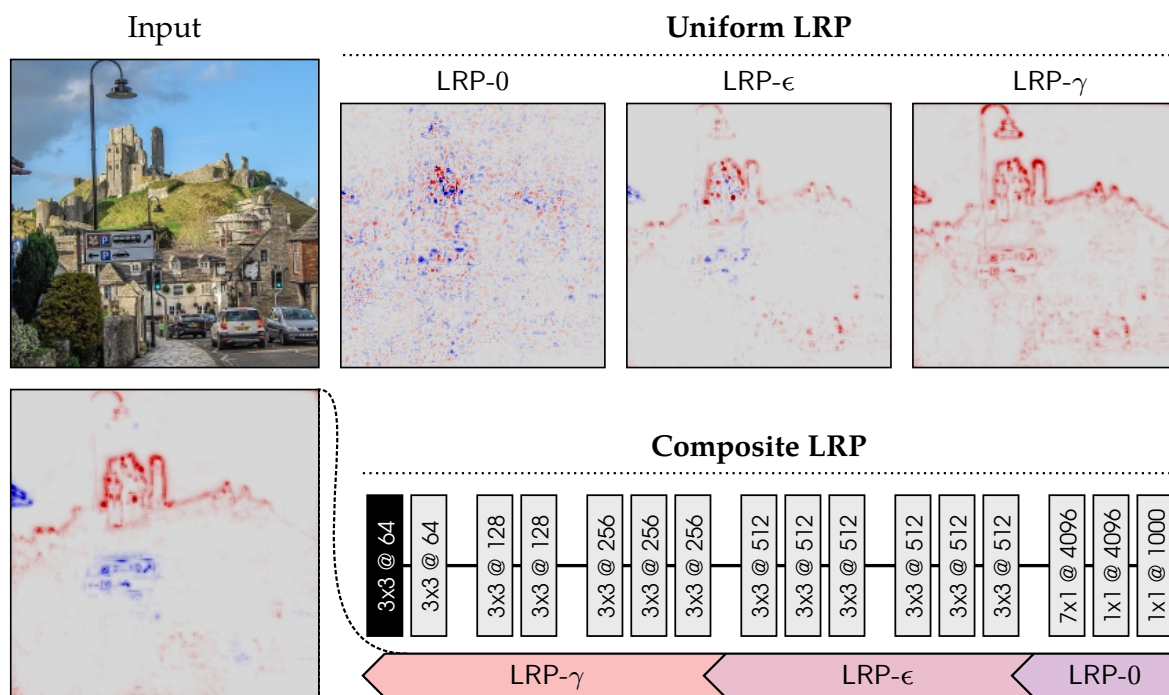 Input
Uniform LRP
LRP-0
LRP-ϵ
LRP-γ
P
P
Composite LRP
3x3 @ 64
3x3 @ 64
3x3 @ 128
3x3 @ 128
3x3 @ 256
3x3 @ 256
3x3 @ 256
3x3 @ 512
3x3 @ 512
3x3 @ 512
3x3 @ 512
3x3 @ 512
3x3 @ 512
7x1 @ 4096
1x1 @ 4096
1x1 @ 1000
LRP-γ
LRP-ϵ
LRP-0